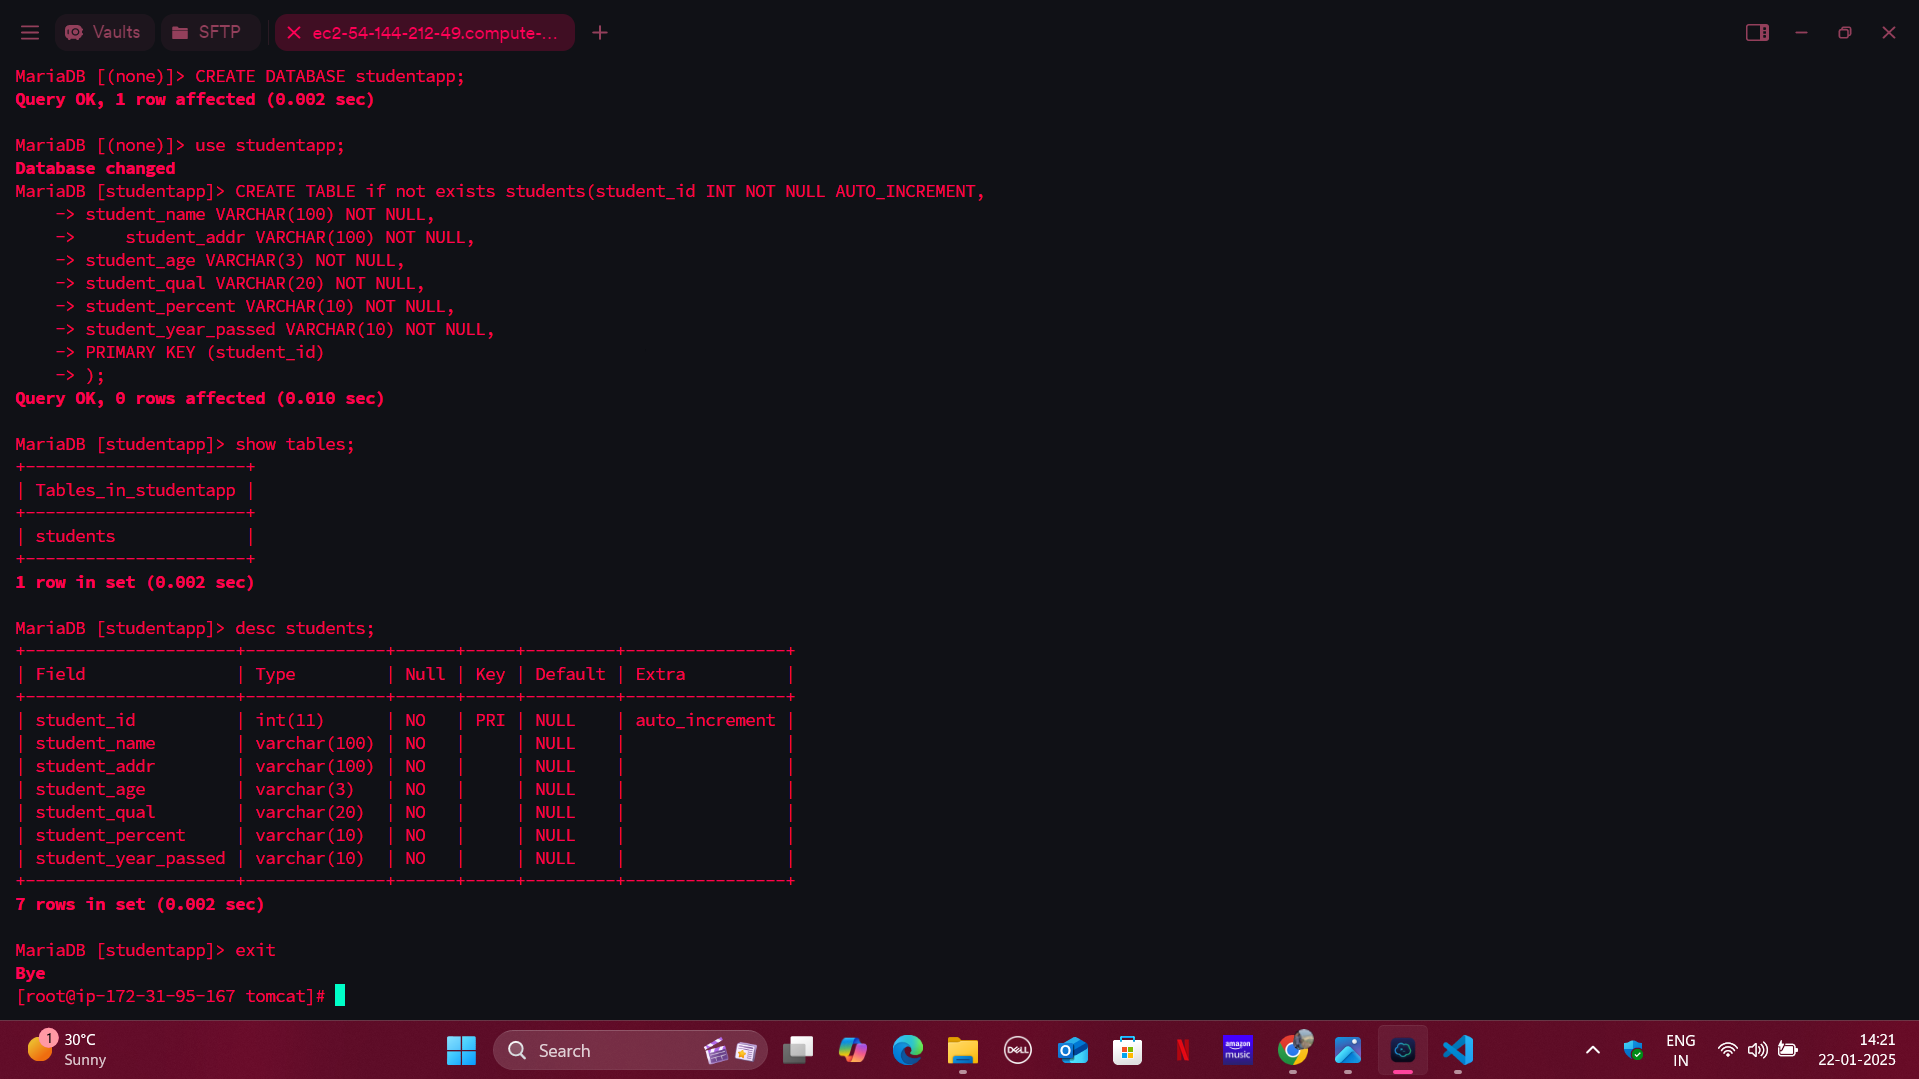 Vaults
SFTP
ec2-54-144-212-49.compute-...
MariaDB [(none)]> CREATE DATABASE studentapp;
Query OK, 1 row affected (0.002 sec)
MariaDB [(none)]> use studentapp;
Database changed
MariaDB [studentapp]> CREATE TABLE if not exists students(student_id INT NOT NULL AUTO_INCREMENT,
    -> student_name VARCHAR(100) NOT NULL,
    ->     student_addr VARCHAR(100) NOT NULL,
    -> student_age VARCHAR(3) NOT NULL,
    -> student_qual VARCHAR(20) NOT NULL,
    -> student_percent VARCHAR(10) NOT NULL,
    -> student_year_passed VARCHAR(10) NOT NULL,
    -> PRIMARY KEY (student_id)
    -> );
Query OK, 0 rows affected (0.010 sec)
MariaDB [studentapp]> show tables;
+----------------------+
| Tables_in_studentapp |
+----------------------+
| students             |
+----------------------+
1 row in set (0.002 sec)
MariaDB [studentapp]> desc students;
+---------------------+--------------+------+-----+---------+----------------+
| Field               | Type         | Null | Key | Default | Extra          |
+---------------------+--------------+------+-----+---------+----------------+
| student_id          | int(11)      | NO   | PRI | NULL    | auto_increment |
| student_name        | varchar(100) | NO   |     | NULL    |                |
| student_addr        | varchar(100) | NO   |     | NULL    |                |
| student_age         | varchar(3)   | NO   |     | NULL    |                |
| student_qual        | varchar(20)  | NO   |     | NULL    |                |
| student_percent     | varchar(10)  | NO   |     | NULL    |                |
| student_year_passed | varchar(10)  | NO   |     | NULL    |                |
+---------------------+--------------+------+-----+---------+----------------+
7 rows in set (0.002 sec)
MariaDB [studentapp]> exit
Bye
[root@ip-172-31-95-167 tomcat]#
1
30°C
Sunny
Search
DELL
amazon
music
ENG
IN
14:21
22-01-2025